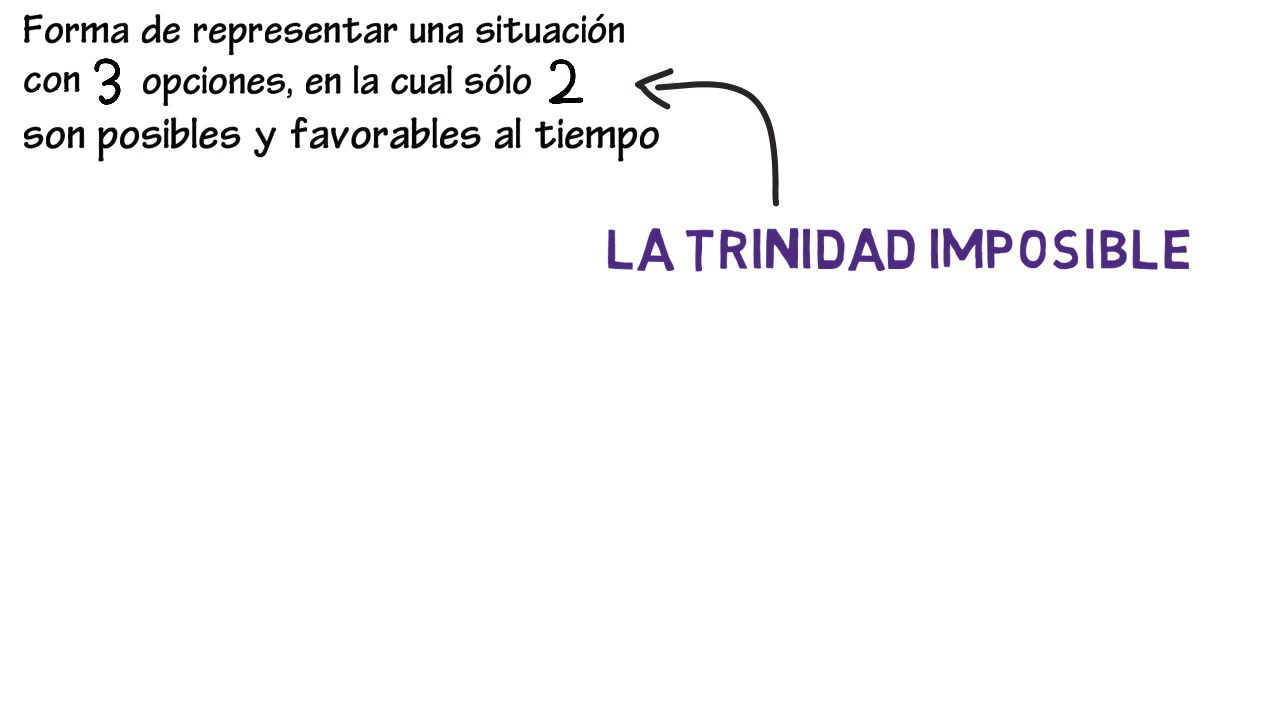 Forma de representar una situación
con 3 opciones, en la cual sólo 2
son posibles y favorables al tiempo
LA TRINIDAD IMPOSIBLE